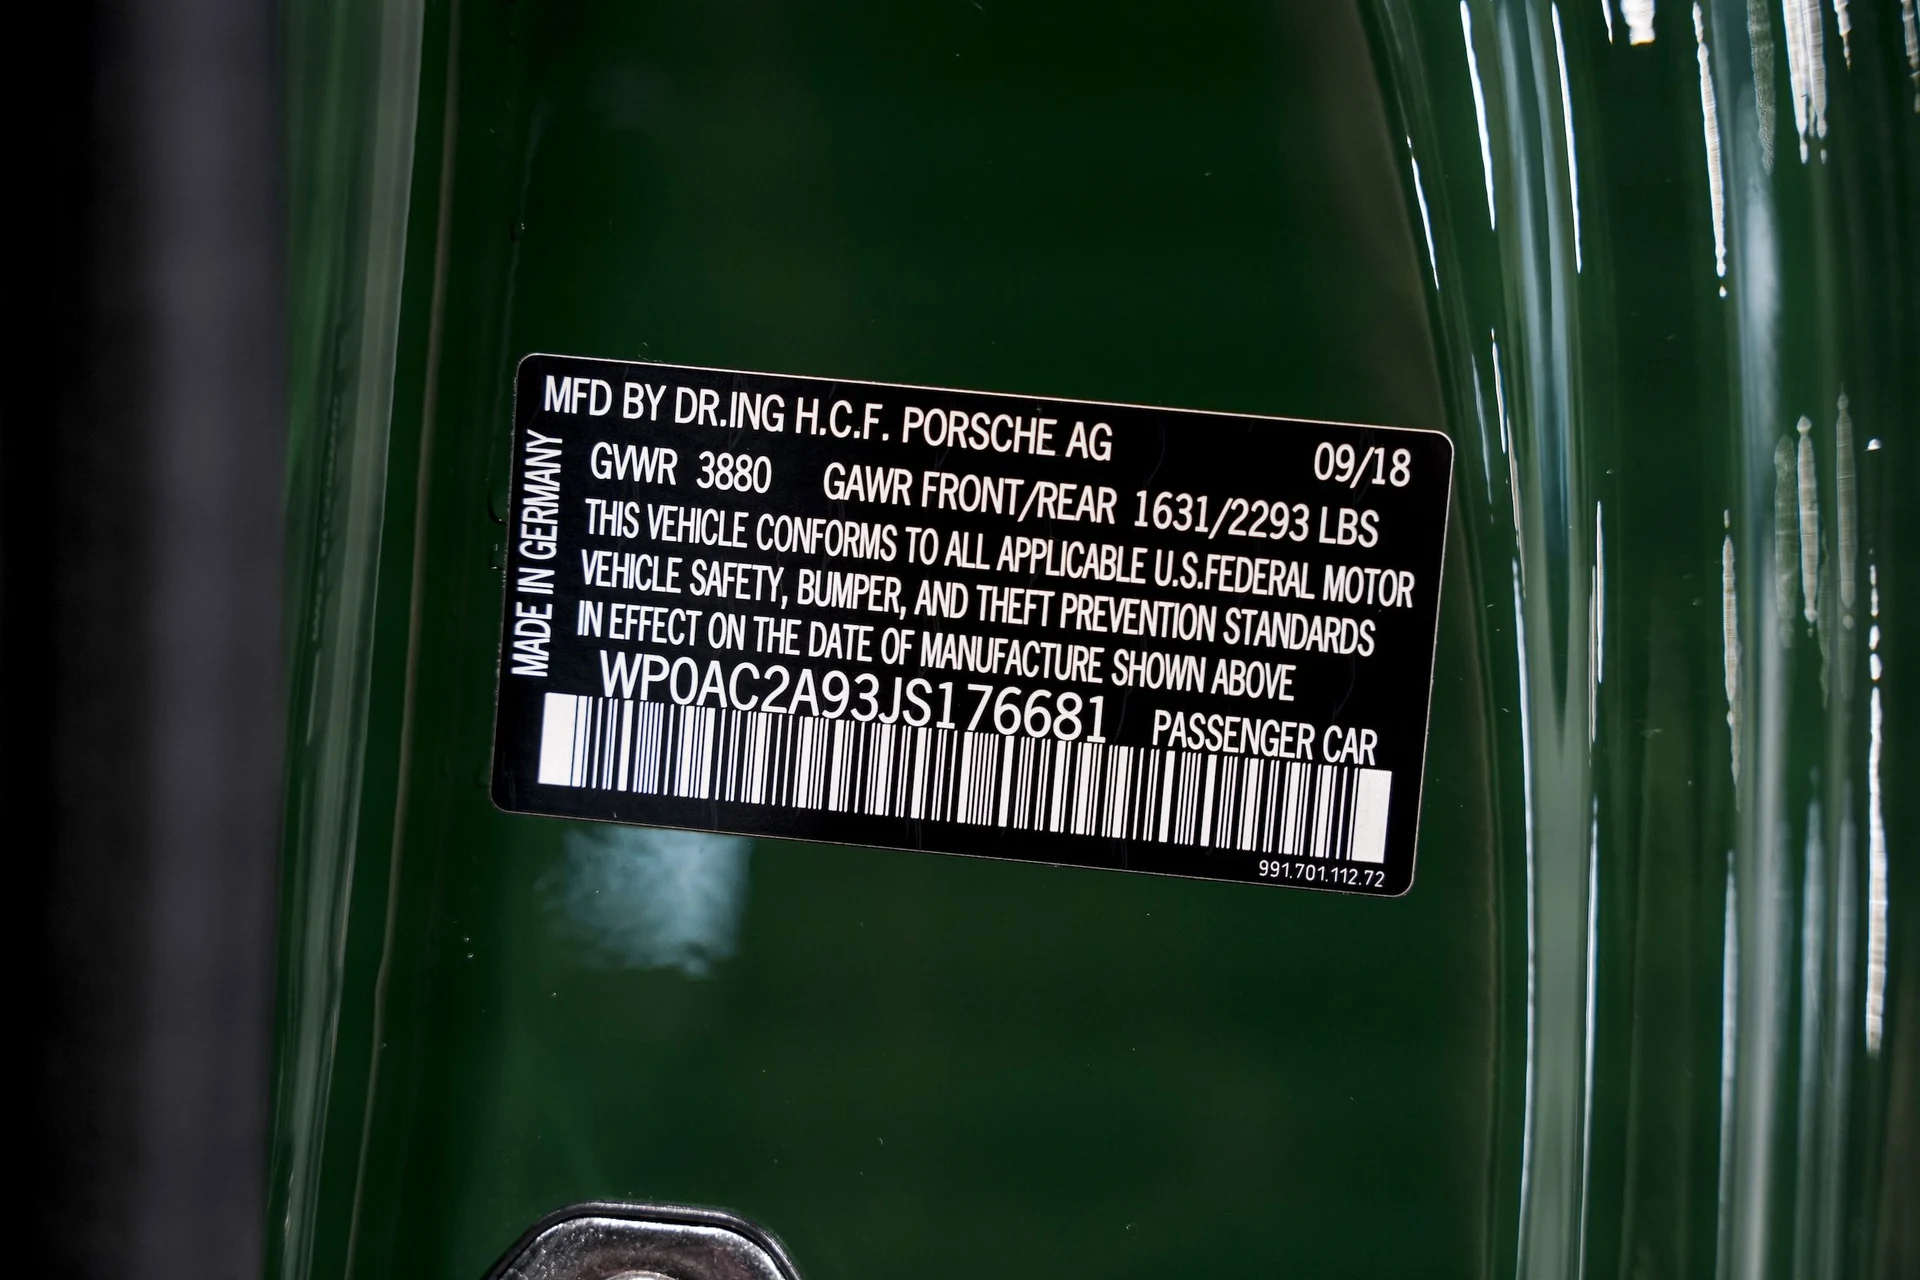 MFD BY DR.ING H.C.F. PORSCHE AG 09/18
GVWR 3880 GAWR FRONT/REAR 1631/2293 LBS
THIS VEHICLE CONFORMS TO ALL APPLICABLE U.S.FEDERAL MOTOR
VEHICLE SAFETY, BUMPER, AND THEFT PREVENTION STANDARDS
IN EFFECT ON THE DATE OF MANUFACTURE SHOWN ABOVE
WP0AC2A93JS176681 PASSENGER CAR
991.701.112.72
MADE IN GERMANY